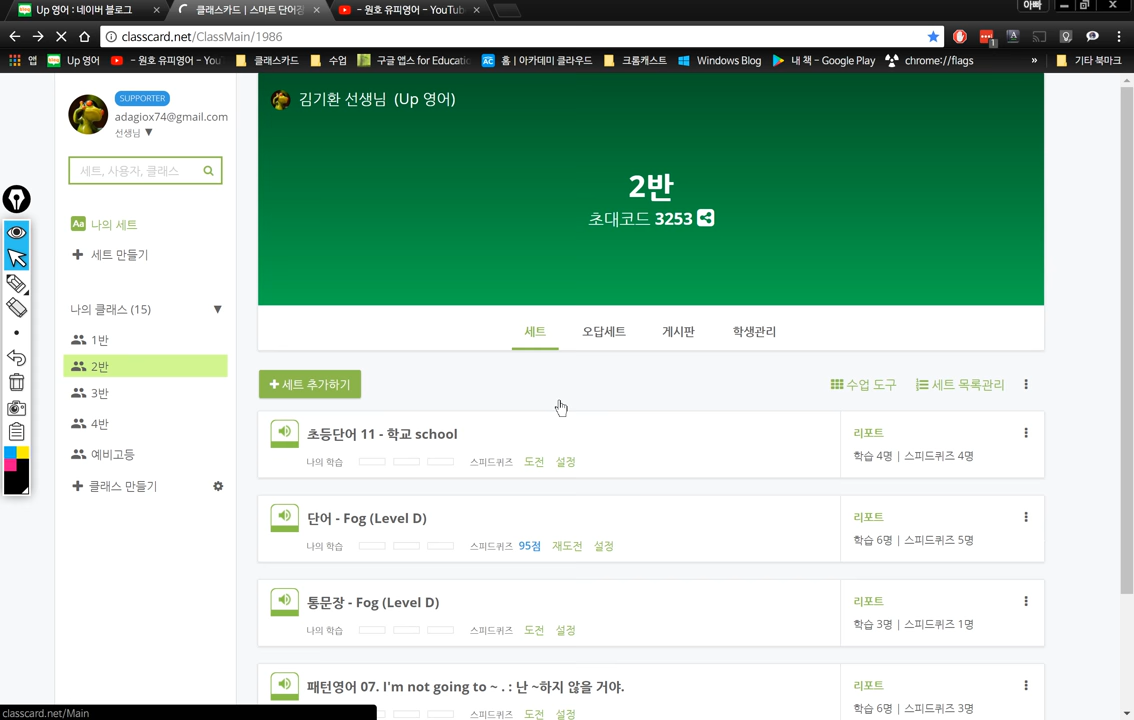 Up 영어 : 네이버 블로그
클래스카드 | 스마트 단어장
- 원호 유피영어 - YouTub
아빠
classcard.net/ClassMain/1986
앱
Up 영어
- 원호 유피영어 - You
클래스카드
수업
구글 앱스 for Educatio
홈 | 아카데미 클라우드
크롬캐스트
Windows Blog
내 책 - Google Play
chrome://flags
»
기타 북마크
SUPPORTER
adagiox74@gmail.com
선생님 ▼
세트, 사용자, 클래스
Aa 나의 세트
+ 세트 만들기
나의 클래스 (15) ▼
1반
2반
3반
4반
예비고등
+ 클래스 만들기
김기환 선생님 (Up 영어)
2반
초대코드 3253
세트 오답세트 게시판 학생관리
+ 세트 추가하기
수업 도구 세트 목록관리
초등단어 11 - 학교 school
나의 학습 스피드퀴즈 도전 설정
리포트
학습 4명 | 스피드퀴즈 4명
단어 - Fog (Level D)
나의 학습 스피드퀴즈 95점 재도전 설정
리포트
학습 6명 | 스피드퀴즈 5명
통문장 - Fog (Level D)
나의 학습 스피드퀴즈 도전 설정
리포트
학습 3명 | 스피드퀴즈 1명
패턴영어 07. I'm not going to ~ . : 난 ~하지 않을 거야.
나의 학습 스피드퀴즈 도전 설정
리포트
학습 6명 | 스피드퀴즈 3명
classcard.net/Main